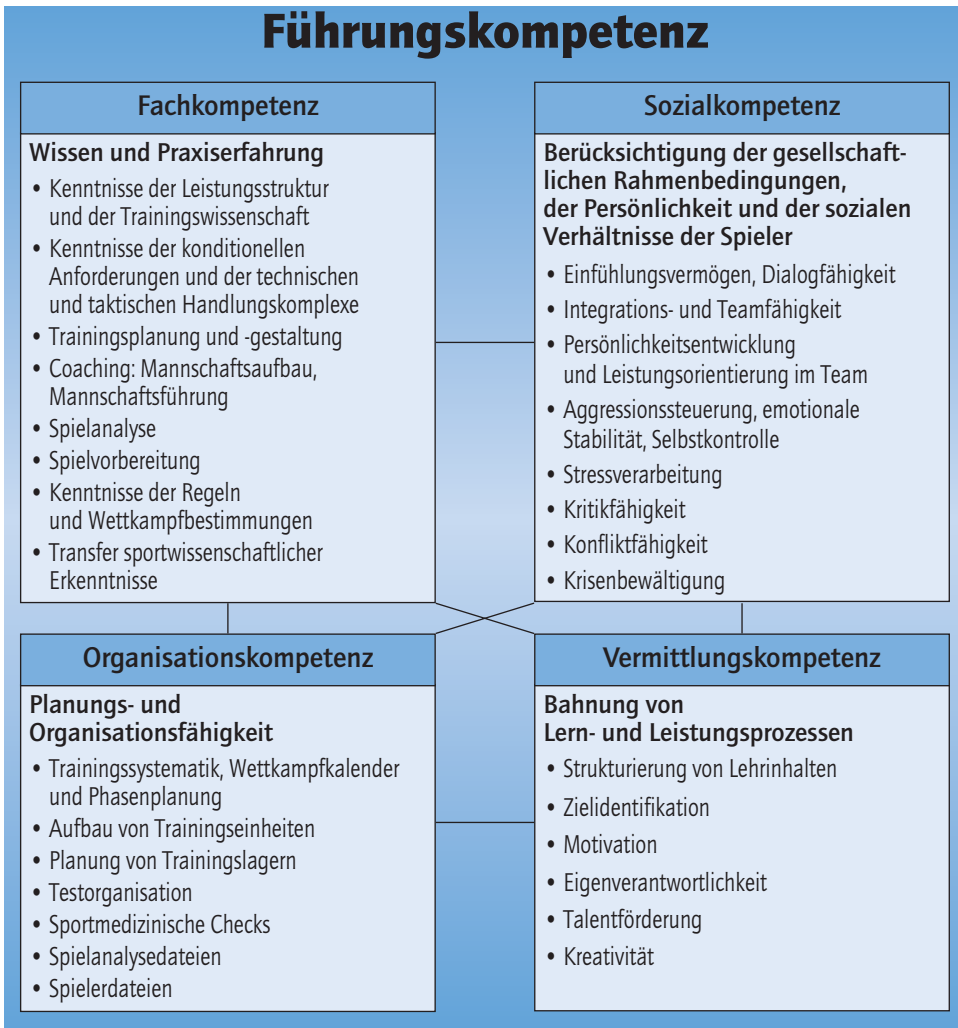 Führungskompetenz
Fachkompetenz
Wissen und Praxiserfahrung
• Kenntnisse der Leistungsstruktur
und der Trainingswissenschaft
• Kenntnisse der konditionellen
Anforderungen und der technischen
und taktischen Handlungskomplexe
• Trainingsplanung und -gestaltung
• Coaching: Mannschaftsaufbau,
Mannschaftsführung
• Spielanalyse
• Spielvorbereitung
• Kenntnisse der Regeln
und Wettkampfbestimmungen
• Transfer sportwissenschaftlicher
Erkenntnisse
Sozialkompetenz
Berücksichtigung der gesellschaft-
lichen Rahmenbedingungen,
der Persönlichkeit und der sozialen
Verhältnisse der Spieler
• Einfühlungsvermögen, Dialogfähigkeit
• Integrations- und Teamfähigkeit
• Persönlichkeitsentwicklung
und Leistungsorientierung im Team
• Aggressionssteuerung, emotionale
Stabilität, Selbstkontrolle
• Stressverarbeitung
• Kritikfähigkeit
• Konfliktfähigkeit
• Krisenbewältigung
Organisationskompetenz
Planungs- und
Organisationsfähigkeit
• Trainingssystematik, Wettkampfkalender
und Phasenplanung
• Aufbau von Trainingseinheiten
• Planung von Trainingslagern
• Testorganisation
• Sportmedizinische Checks
• Spielanalysedateien
• Spielerdateien
Vermittlungskompetenz
Bahnung von
Lern- und Leistungsprozessen
• Strukturierung von Lehrinhalten
• Zielidentifikation
• Motivation
• Eigenverantwortlichkeit
• Talentförderung
• Kreativität